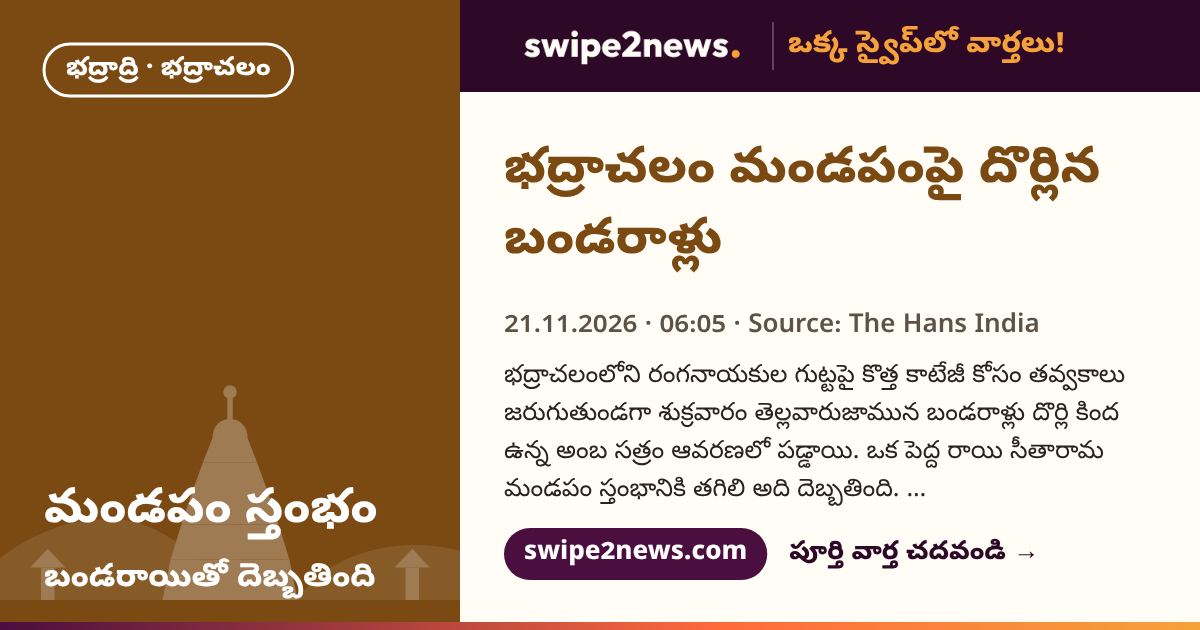 భద్రాద్రి · భద్రాచలం
మండపం స్తంభం
బండరాయితో దెబ్బతింది
swipe2news.
ఒక్క స్వైప్‌లో వార్తలు!
భద్రాచలం మండపంపై దొర్లిన
బండరాళ్లు
21.11.2026 · 06:05 · Source: The Hans India
భద్రాచలంలోని రంగనాయకుల గుట్టపై కొత్త కాటేజీ కోసం తవ్వకాలు
జరుగుతుండగా శుక్రవారం తెల్లవారుజామున బండరాళ్లు దొర్లి కింద
ఉన్న అంబ సత్రం ఆవరణలో పడ్డాయి. ఒక పెద్ద రాయి సీతారామ
మండపం స్తంభానికి తగిలి అది దెబ్బతింది. ...
swipe2news.com
పూర్తి వార్త చదవండి →